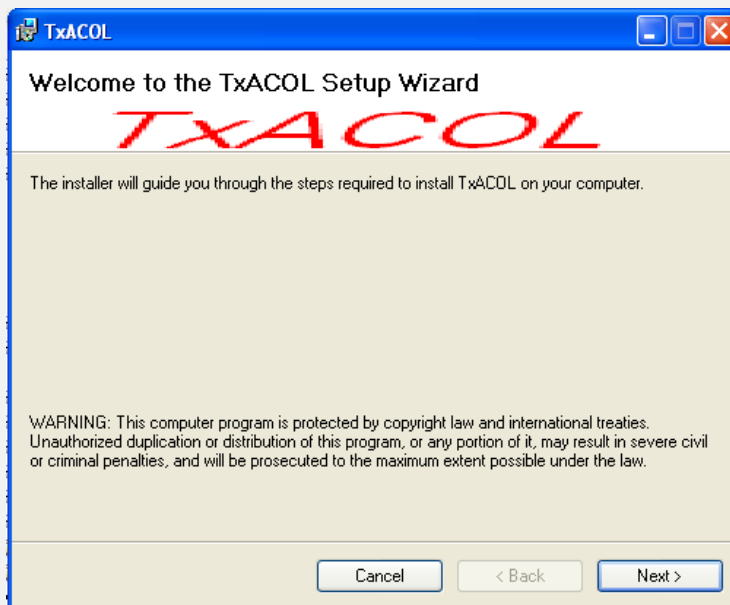 TxACOL
Welcome to the TxACOL Setup Wizard
TxACOL
The installer will guide you through the steps required to install TxACOL on your computer.
WARNING: This computer program is protected by copyright law and international treaties.
Unauthorized duplication or distribution of this program, or any portion of it, may result in severe civil
or criminal penalties, and will be prosecuted to the maximum extent possible under the law.
Cancel < Back Next >